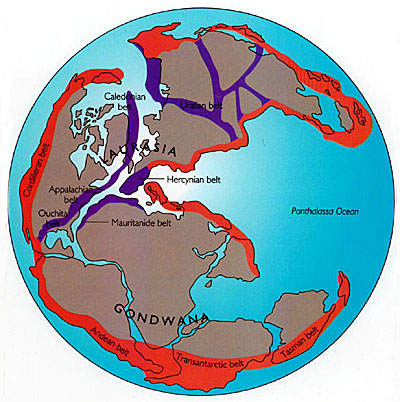 Caledonian
belt
Uralian belt
LAURASIA
Cordilleran belt
Hercynian belt
Appalachian
belt
Ouchita
belt
Mauritanide belt
Panthalassa Ocean
GONDWANA
Andean belt
Transantarctic belt
Tasman belt